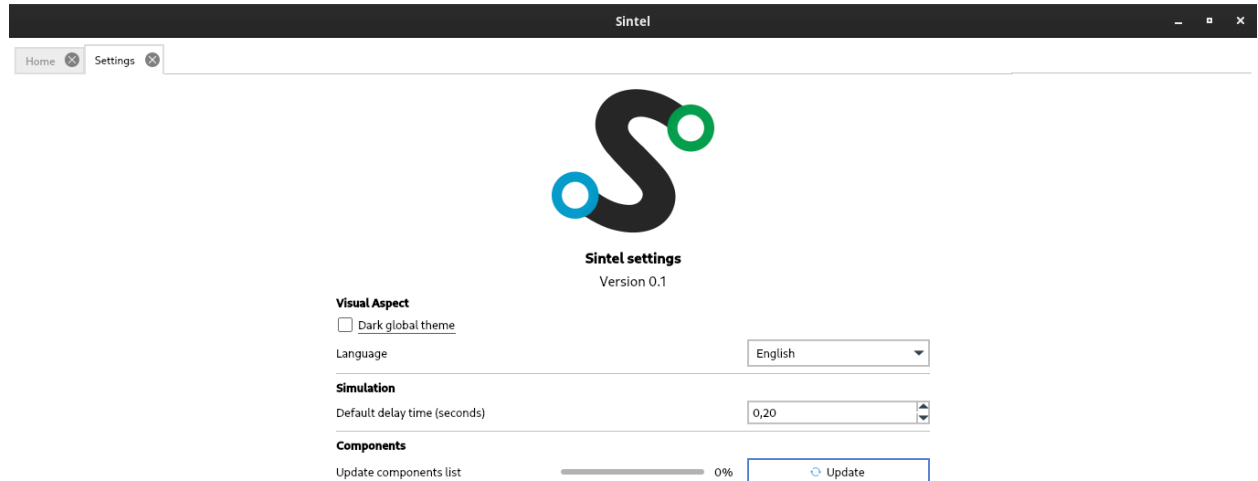 Sintel
Home Settings
Sintel settings
Version 0.1
Visual Aspect
Dark global theme
Language English
Simulation
Default delay time (seconds) 0,20
Components
Update components list 0% Update